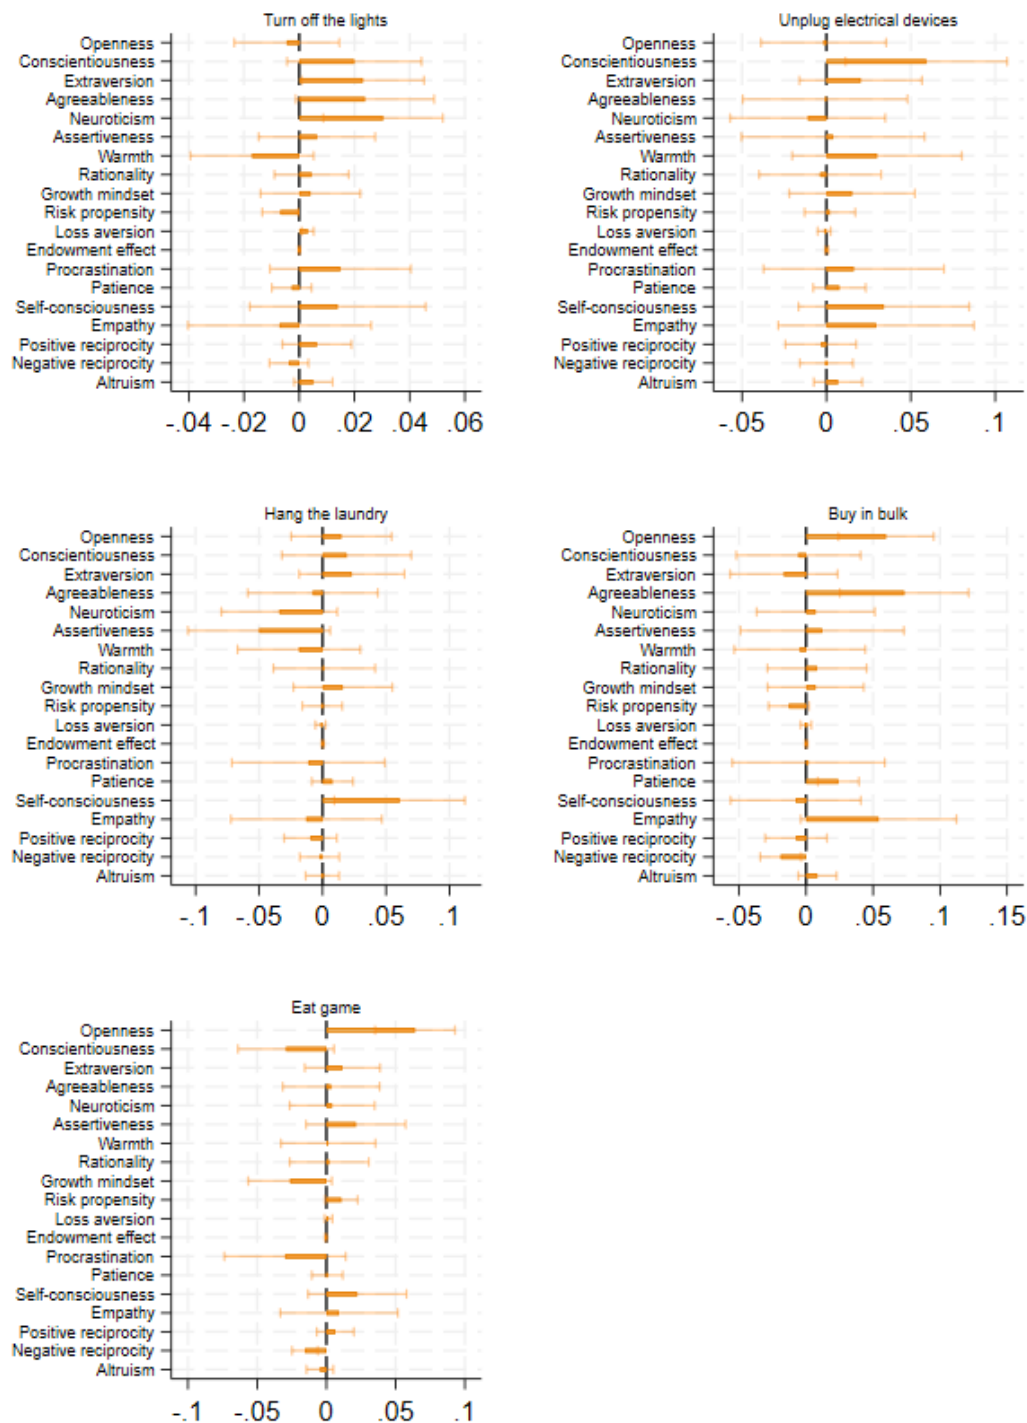 Turn off the lights
Openness
Conscientiousness
Extraversion
Agreeableness
Neuroticism
Assertiveness
Warmth
Rationality
Growth mindset
Risk propensity
Loss aversion
Endowment effect
Procrastination
Patience
Self-consciousness
Empathy
Positive reciprocity
Negative reciprocity
Altruism
-.04 -.02 0 .02 .04 .06
Unplug electrical devices
Openness
Conscientiousness
Extraversion
Agreeableness
Neuroticism
Assertiveness
Warmth
Rationality
Growth mindset
Risk propensity
Loss aversion
Endowment effect
Procrastination
Patience
Self-consciousness
Empathy
Positive reciprocity
Negative reciprocity
Altruism
-.05 0 .05 .1
Hang the laundry
Openness
Conscientiousness
Extraversion
Agreeableness
Neuroticism
Assertiveness
Warmth
Rationality
Growth mindset
Risk propensity
Loss aversion
Endowment effect
Procrastination
Patience
Self-consciousness
Empathy
Positive reciprocity
Negative reciprocity
Altruism
-.1 -.05 0 .05 .1
Buy in bulk
Openness
Conscientiousness
Extraversion
Agreeableness
Neuroticism
Assertiveness
Warmth
Rationality
Growth mindset
Risk propensity
Loss aversion
Endowment effect
Procrastination
Patience
Self-consciousness
Empathy
Positive reciprocity
Negative reciprocity
Altruism
-.05 0 .05 .1 .15
Eat game
Openness
Conscientiousness
Extraversion
Agreeableness
Neuroticism
Assertiveness
Warmth
Rationality
Growth mindset
Risk propensity
Loss aversion
Endowment effect
Procrastination
Patience
Self-consciousness
Empathy
Positive reciprocity
Negative reciprocity
Altruism
-.1 -.05 0 .05 .1